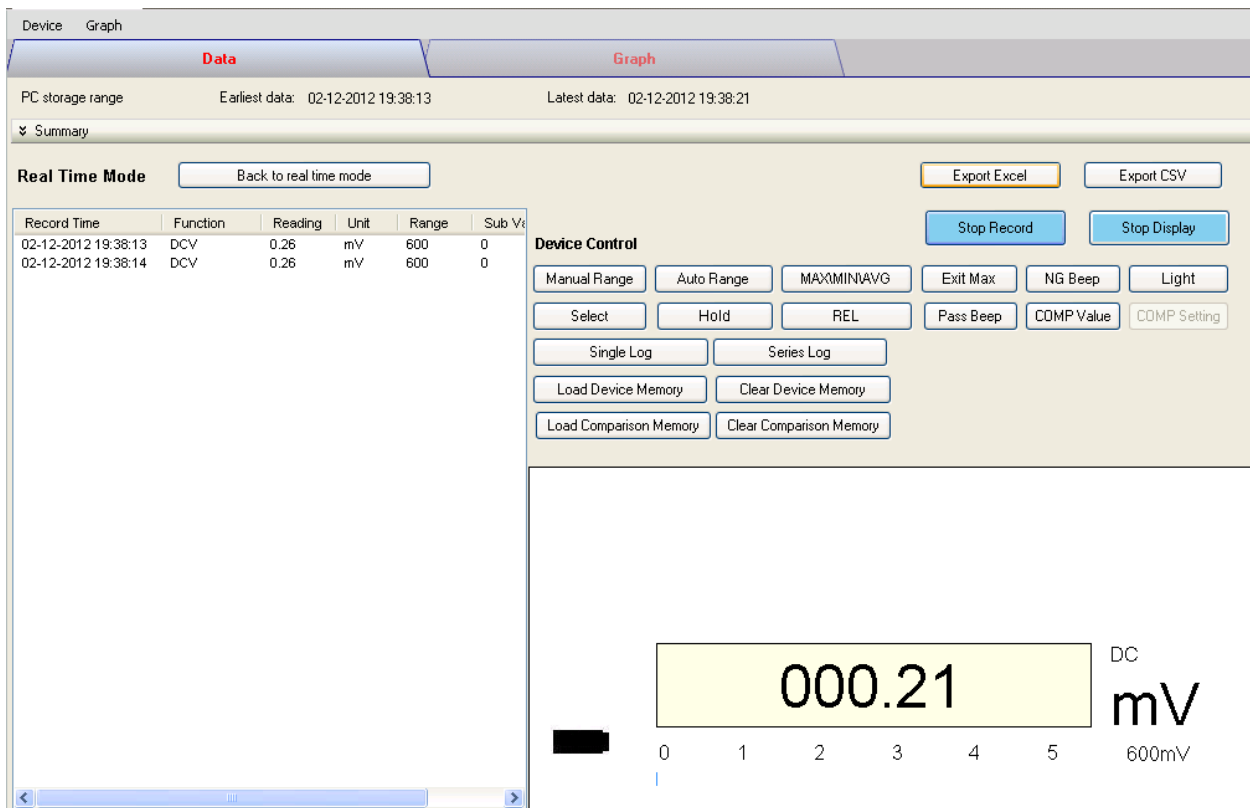 Device Graph
Data Graph
PC storage range Earliest data: 02-12-2012 19:38:13 Latest data: 02-12-2012 19:38:21
Summary
Real Time Mode Back to real time mode Export Excel Export CSV
Record Time Function Reading Unit Range Sub Va
02-12-2012 19:38:13 DCV 0.26 mV 600 0
02-12-2012 19:38:14 DCV 0.26 mV 600 0
Stop Record Stop Display
Device Control
Manual Range Auto Range MAX\MIN\AVG Exit Max NG Beep Light
Select Hold REL Pass Beep COMP Value COMP Setting
Single Log Series Log
Load Device Memory Clear Device Memory
Load Comparison Memory Clear Comparison Memory
DC
000.21 mV
0 1 2 3 4 5 600mV